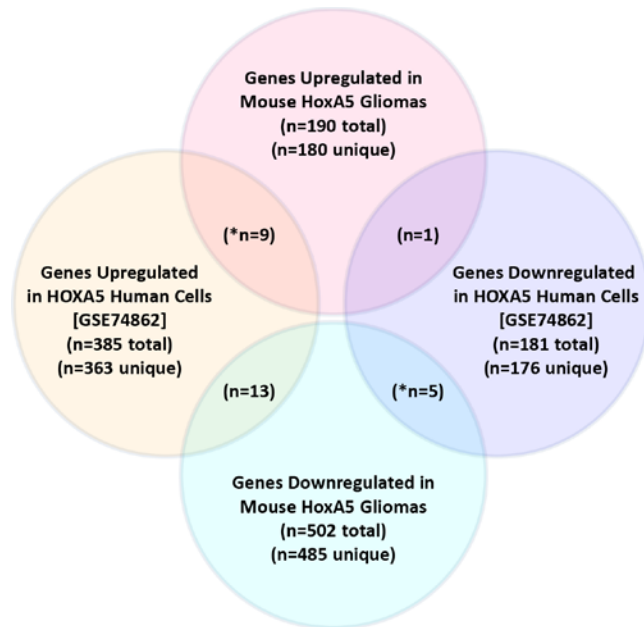 Genes Upregulated in
Mouse HoxA5 Gliomas
(n=190 total)
(n=180 unique)
(*n=9)
(n=1)
Genes Upregulated
in HOXA5 Human Cells
[GSE74862]
(n=385 total)
(n=363 unique)
Genes Downregulated
in HOXA5 Human Cells
[GSE74862]
(n=181 total)
(n=176 unique)
(n=13)
(*n=5)
Genes Downregulated in
Mouse HoxA5 Gliomas
(n=502 total)
(n=485 unique)